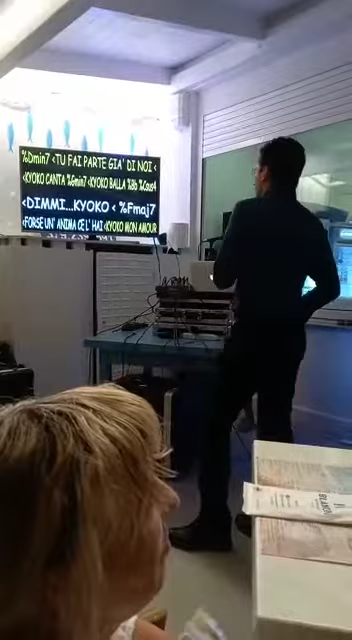 %Dmin7 <TU FAI PARTE GIA' DI NOI <
<KYOKO CANTA %Gmin7 <KYOKO BALLA %Bb %Csus4
<DIMMI...KYOKO < %Fmaj7
<FORSE UN' ANIMA CE L' HAI <KYOKO MON AMOUR